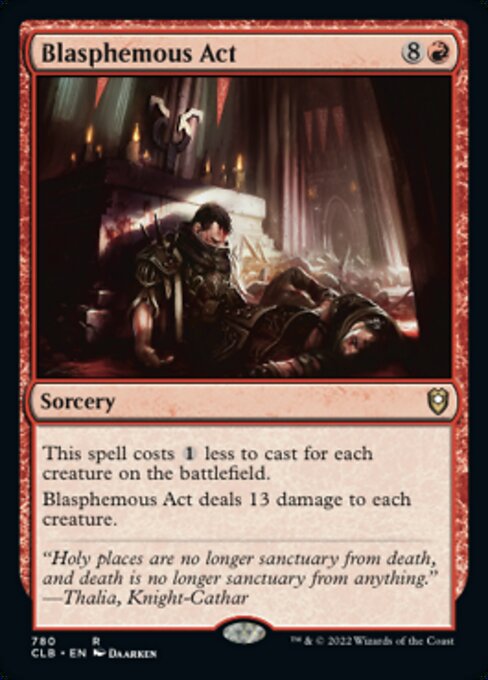 Blasphemous Act 8
Sorcery
This spell costs 1 less to cast for each
creature on the battlefield.
Blasphemous Act deals 13 damage to each
creature.
“Holy places are no longer sanctuary from death,
and death is no longer sanctuary from anything.”
—Thalia, Knight-Cathar
780 R
CLB • EN Daarken
™ & © 2022 Wizards of the Coast